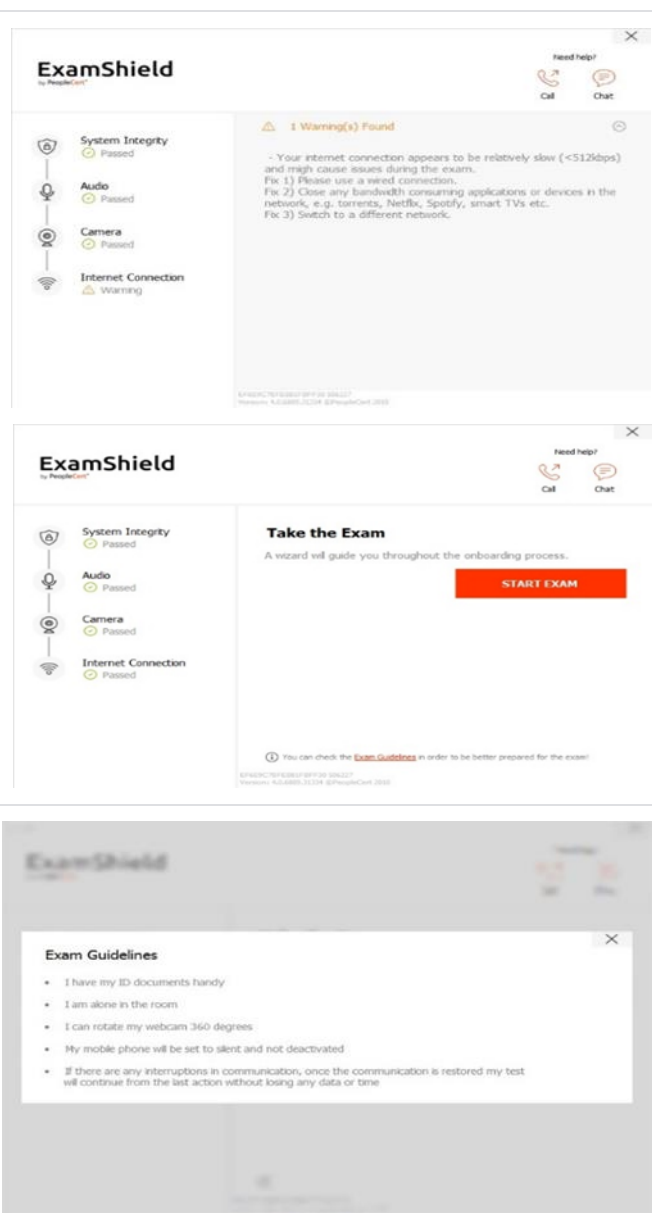 Need help?
ExamShield
by PeopleCert
Call Chat
1 Warning(s) Found
System Integrity
Passed
- Your internet connection appears to be relatively slow (<512kbps)
and migh cause issues during the exam.
Fix 1) Please use a wired connection.
Fix 2) Close any bandwidth consuming applications or devices in the
network, e.g. torrents, Netflix, Spotify, smart TVs etc.
Fix 3) Switch to a different network.
Audio
Passed
Camera
Passed
Internet Connection
Warning
Need help?
ExamShield
by PeopleCert
Call Chat
System Integrity
Passed
Take the Exam
A wizard will guide you throughout the onboarding process.
START EXAM
Audio
Passed
Camera
Passed
Internet Connection
Passed
You can check the Exam Guidelines in order to be better prepared for the exam!
ExamShield
Exam Guidelines
I have my ID documents handy
I am alone in the room
I can rotate my webcam 360 degrees
My mobile phone will be set to silent and not deactivated
If there are any interruptions in communication, once the communication is restored my test
will continue from the last action without losing any data or time